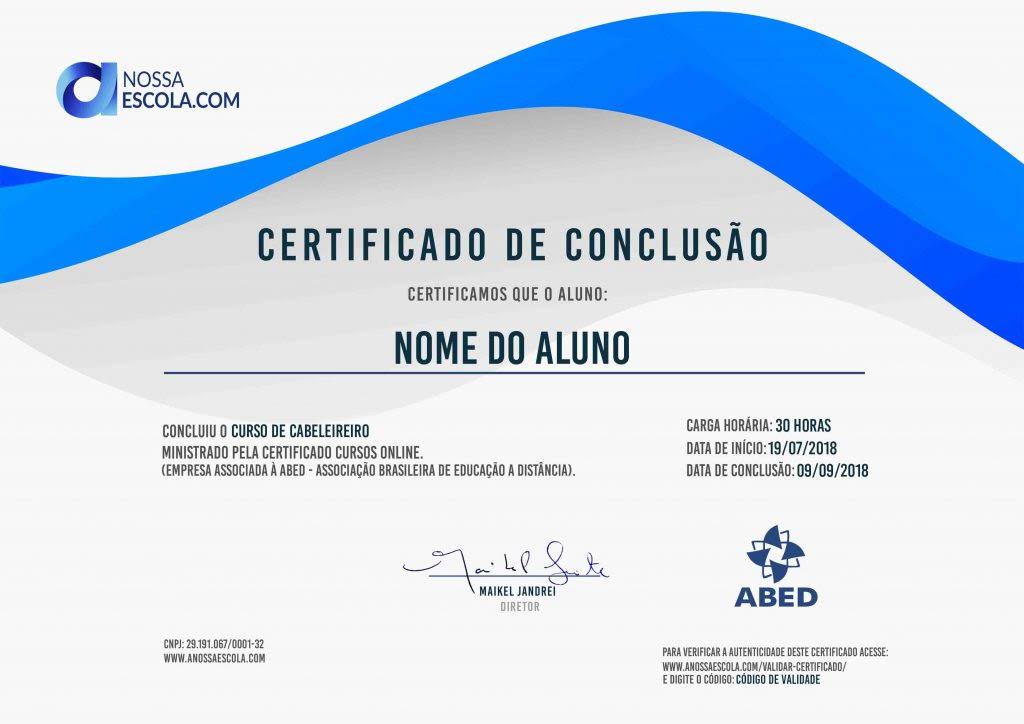 NOSSA
ESCOLA.COM
CERTIFICADO DE CONCLUSÃO
CERTIFICAMOS QUE O ALUNO:
NOME DO ALUNO
CONCLUIU O CURSO DE CABELEIREIRO
MINISTRADO PELA CERTIFICADO CURSOS ONLINE.
(EMPRESA ASSOCIADA À ABED - ASSOCIAÇÃO BRASILEIRA DE EDUCAÇÃO A DISTÂNCIA).
CARGA HORÁRIA: 30 HORAS
DATA DE INÍCIO: 19/07/2018
DATA DE CONCLUSÃO: 09/09/2018
MAIKEL JANDREI
DIRETOR
ABED
CNPJ: 29.191.067/0001-32
WWW.ANOSSAESCOLA.COM
PARA VERIFICAR A AUTENTICIDADE DESTE CERTIFICADO ACESSE:
WWW.ANOSSAESCOLA.COM/VALIDAR-CERTIFICADO/
E DIGITE O CÓDIGO: CÓDIGO DE VALIDADE